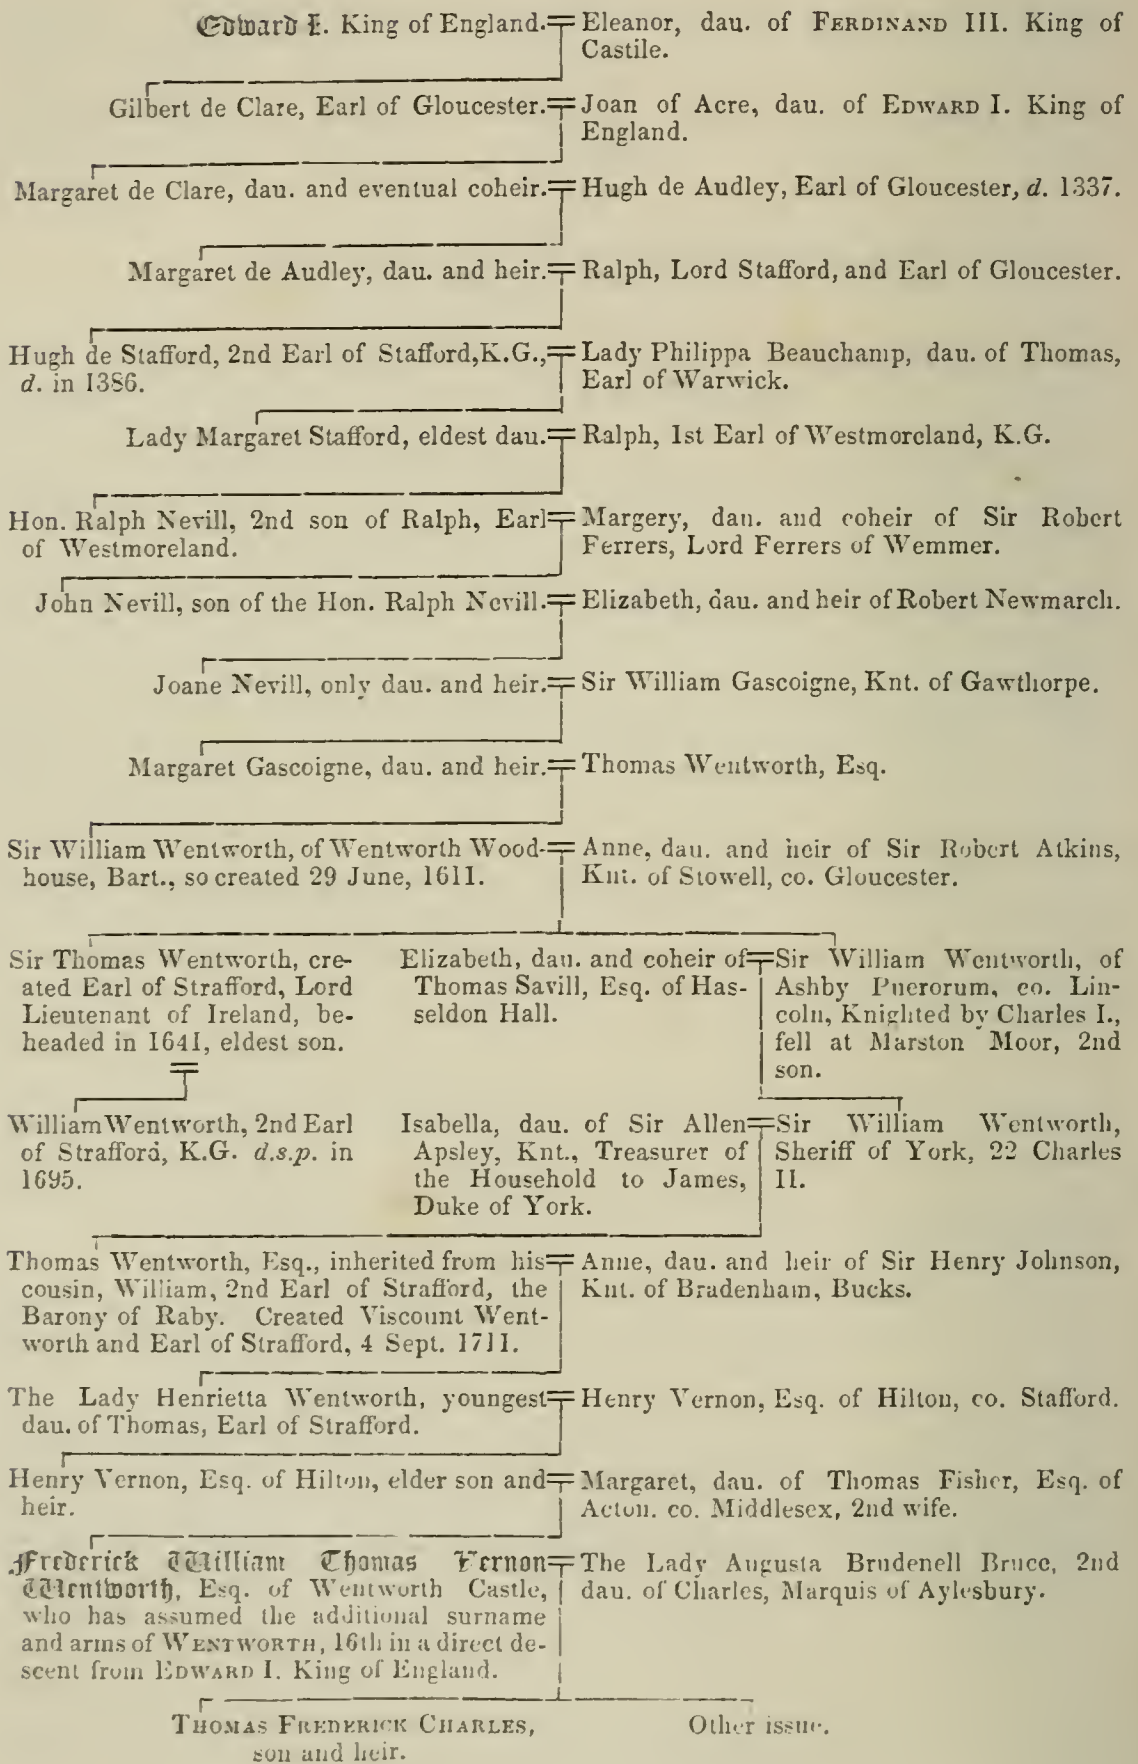 Edward I. King of England. = Eleanor, dau. of FERDINAND III. King of
Castile.
Gilbert de Clare, Earl of Gloucester. = Joan of Acre, dau. of EDWARD I. King of
England.
Margaret de Clare, dau. and eventual coheir. = Hugh de Audley, Earl of Gloucester, d. 1337.
Margaret de Audley, dau. and heir. = Ralph, Lord Stafford, and Earl of Gloucester.
Hugh de Stafford, 2nd Earl of Stafford, K.G.,
d. in 1386.
= Lady Philippa Beauchamp, dau. of Thomas,
Earl of Warwick.
Lady Margaret Stafford, eldest dau. = Ralph, 1st Earl of Westmoreland, K.G.
Hon. Ralph Nevill, 2nd son of Ralph, Earl
of Westmoreland.
= Margery, dau. and coheir of Sir Robert
Ferrers, Lord Ferrers of Wemmer.
John Nevill, son of the Hon. Ralph Nevill. = Elizabeth, dau. and heir of Robert Newmarch.
Joane Nevill, only dau. and heir. = Sir William Gascoigne, Knt. of Gawthorpe.
Margaret Gascoigne, dau. and heir. = Thomas Wentworth, Esq.
Sir William Wentworth, of Wentworth Wood-
house, Bart., so created 29 June, 1611.
= Anne, dau. and heir of Sir Robert Atkins,
Knt. of Stowell, co. Gloucester.
Sir Thomas Wentworth, cre-
ated Earl of Strafford, Lord
Lieutenant of Ireland, be-
headed in 1641, eldest son.
Elizabeth, dau. and coheir of
Thomas Savill, Esq. of Has-
seldon Hall.
= Sir William Wentworth, of
Ashby Puerorum, co. Lin-
coln, Knighted by Charles I.,
fell at Marston Moor, 2nd
son.
William Wentworth, 2nd Earl
of Strafford, K.G. d.s.p. in
1695.
Isabella, dau. of Sir Allen
Apsley, Knt., Treasurer of
the Household to James,
Duke of York.
= Sir William Wentworth,
Sheriff of York, 22 Charles
II.
Thomas Wentworth, Esq., inherited from his
cousin, William, 2nd Earl of Strafford, the
Barony of Raby. Created Viscount Went-
worth and Earl of Strafford, 4 Sept. 1711.
= Anne, dau. and heir of Sir Henry Johnson,
Knt. of Bradenham, Bucks.
The Lady Henrietta Wentworth, youngest
dau. of Thomas, Earl of Strafford.
= Henry Vernon, Esq. of Hilton, co. Stafford.
Henry Vernon, Esq. of Hilton, elder son and
heir.
= Margaret, dau. of Thomas Fisher, Esq. of
Acton. co. Middlesex, 2nd wife.
Frederick William Thomas Vernon
Wentworth, Esq. of Wentworth Castle,
who has assumed the additional surname
and arms of WENTWORTH, 16th in a direct de-
scent from EDWARD I. King of England.
= The Lady Augusta Brudenell Bruce, 2nd
dau. of Charles, Marquis of Aylesbury.
THOMAS FREDERICK CHARLES,
son and heir.
Other issue.